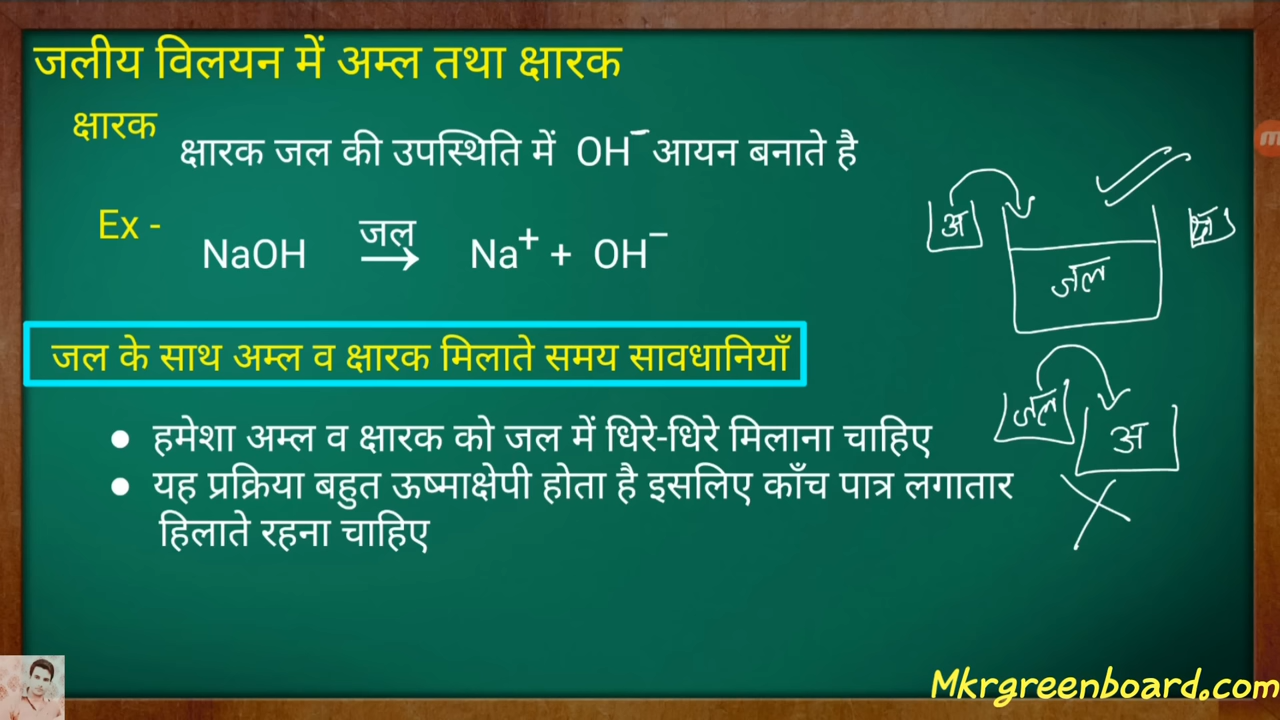 जलीय विलयन में अम्ल तथा क्षारक
क्षारक
क्षारक जल की उपस्थिति में OH⁻ आयन बनाते है
Ex -
जल
NaOH → Na⁺ + OH⁻
अ
जल
जल के साथ अम्ल व क्षारक मिलाते समय सावधानियाँ
जल
अ
हमेशा अम्ल व क्षारक को जल में धिरे-धिरे मिलाना चाहिए
यह प्रक्रिया बहुत ऊष्माक्षेपी होता है इसलिए काँच पात्र लगातार
हिलाते रहना चाहिए
Mkrgreenboard.com